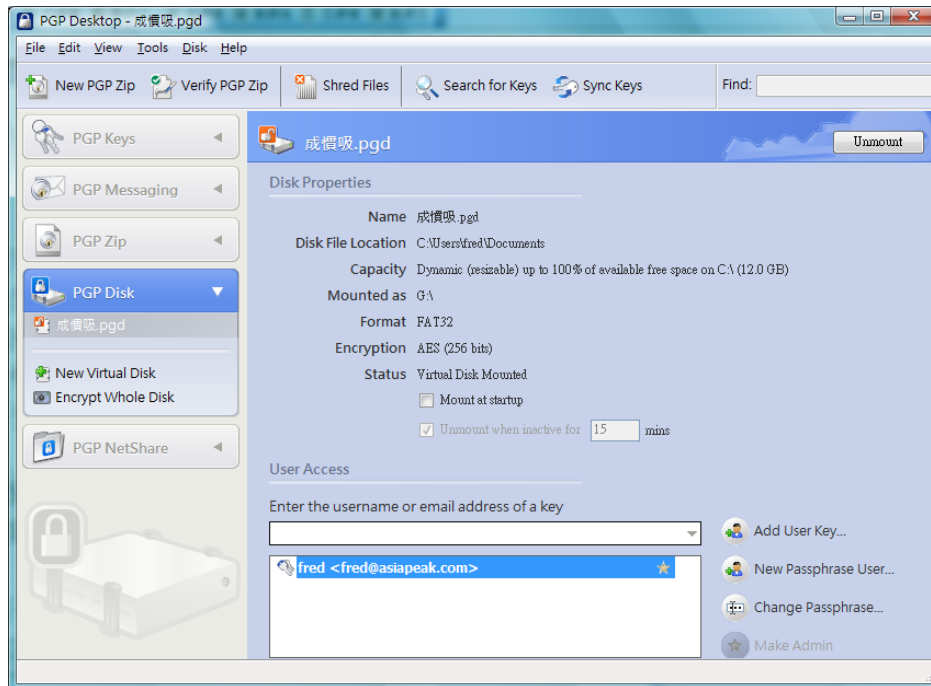 PGP Desktop - 成慣吸.pgd
File Edit View Tools Disk Help
New PGP Zip Verify PGP Zip Shred Files Search for Keys Sync Keys Find:
PGP Keys
PGP Messaging
PGP Zip
PGP Disk
成慣吸.pgd
New Virtual Disk
Encrypt Whole Disk
PGP NetShare
成慣吸.pgd Unmount
Disk Properties
Name 成慣吸.pgd
Disk File Location C:\Users\fred\Documents
Capacity Dynamic (resizable) up to 100% of available free space on C:\ (12.0 GB)
Mounted as G:\
Format FAT32
Encryption AES (256 bits)
Status Virtual Disk Mounted
Mount at startup
Unmount when inactive for 15 mins
User Access
Enter the username or email address of a key
fred <fred@asiapeak.com>
Add User Key...
New Passphrase User...
Change Passphrase...
Make Admin